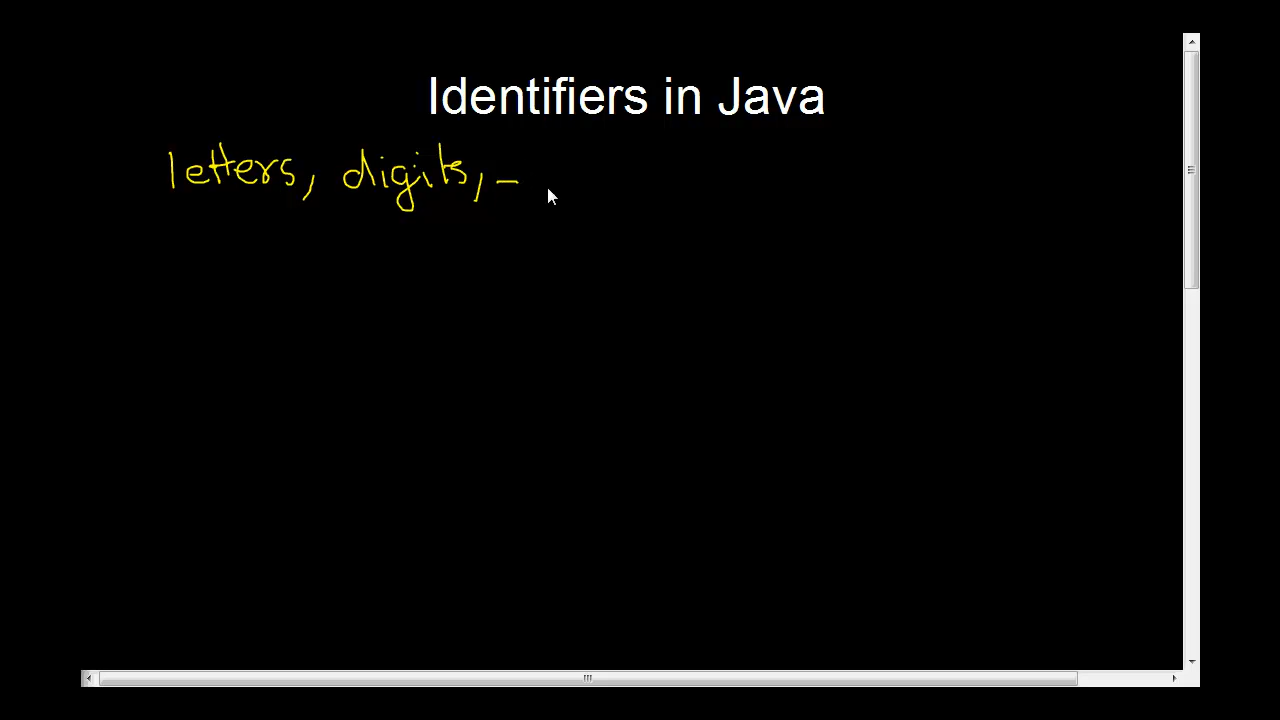 Identifiers in Java
letters, digits, _